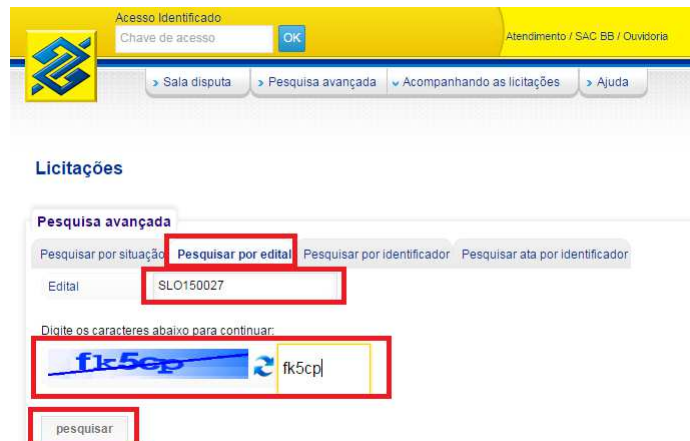 Acesso Identificado
Chave de acesso OK
Atendimento / SAC BB / Ouvidoria
Sala disputa Pesquisa avançada Acompanhando as licitações Ajuda
Licitações
Pesquisa avançada
Pesquisar por situação Pesquisar por edital Pesquisar por identificador Pesquisar ata por identificador
Edital SLO150027
Digite os caracteres abaixo para continuar:
fk5cp fk5cp
pesquisar